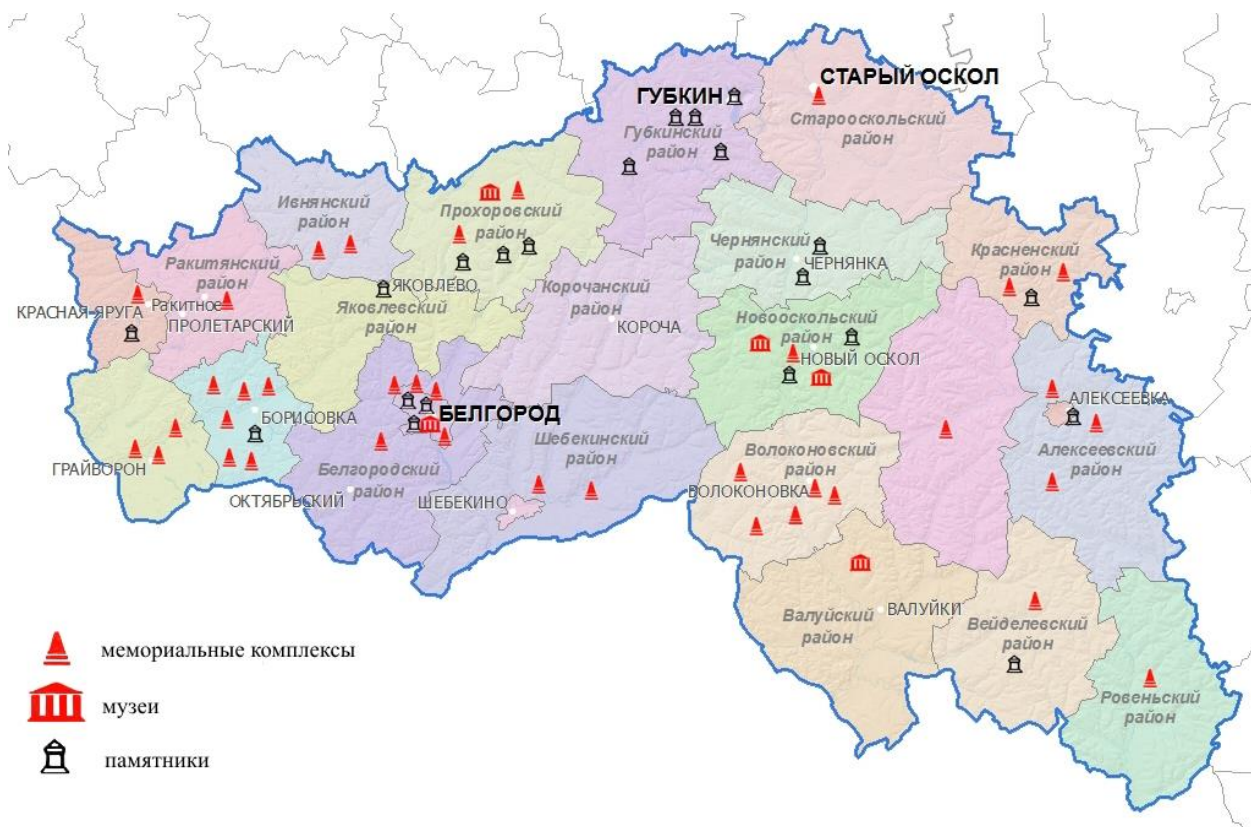 СТАРЫЙ ОСКОЛ
ГУБКИН
Старооскольский
район
Губкинский
район
Ивнянский
район
Прохоровский
район
Чернянский
район
ЧЕРНЯНКА
Красненский
район
Ракитянский
район
ЯКОВЛЕВО
Яковлевский
район
Корочанский
район
КОРОЧА
КРАСНАЯ ЯРУГА
Ракитное
ПРОЛЕТАРСКИЙ
Новооскольский
район
НОВЫЙ ОСКОЛ
БОРИСОВКА
БЕЛГОРОД
АЛЕКСЕЕВКА
Алексеевский
район
Шебекинский
район
Волоконовский
район
ВОЛОКОНОВКА
ГРАЙВОРОН
Белгородский
район
ОКТЯБРЬСКИЙ
ШЕБЕКИНО
Валуйский
район
ВАЛУЙКИ
Вейделевский
район
Ровеньский
район
мемориальные комплексы
музеи
памятники